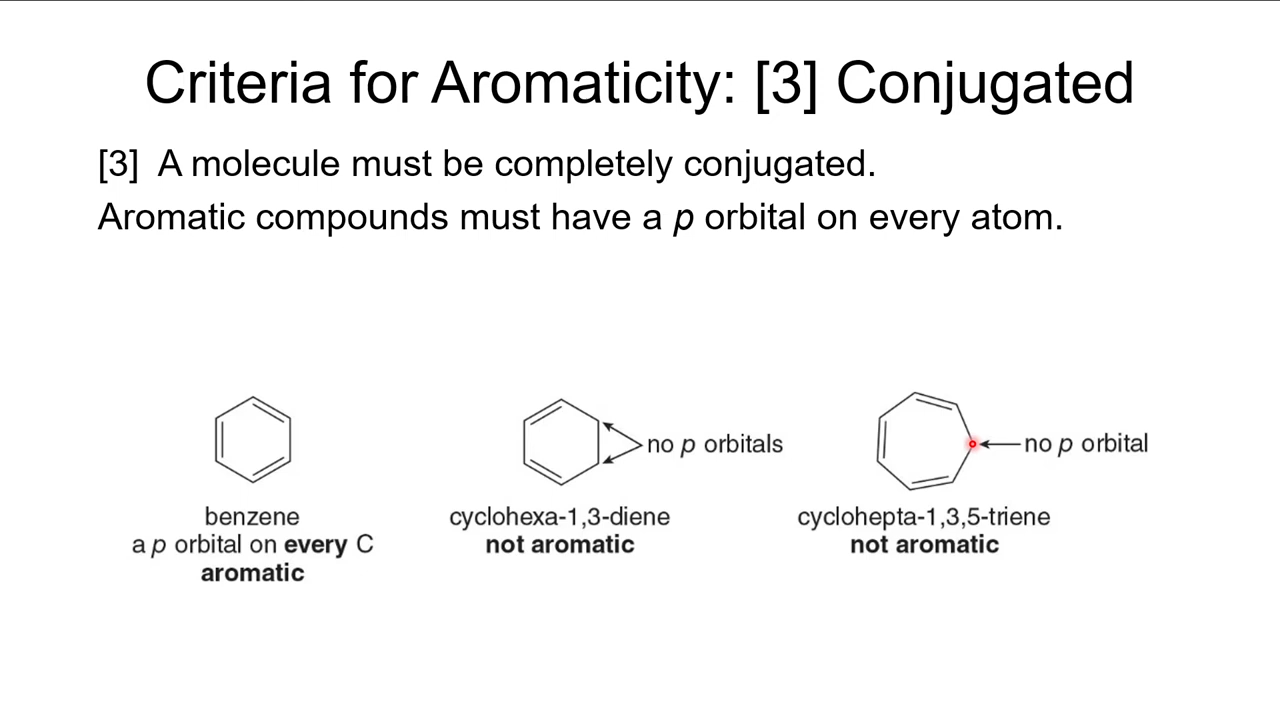 Criteria for Aromaticity: [3] Conjugated
[3] A molecule must be completely conjugated.
Aromatic compounds must have a p orbital on every atom.
no p orbitals
no p orbital
benzene
a p orbital on every C
aromatic
cyclohexa-1,3-diene
not aromatic
cyclohepta-1,3,5-triene
not aromatic